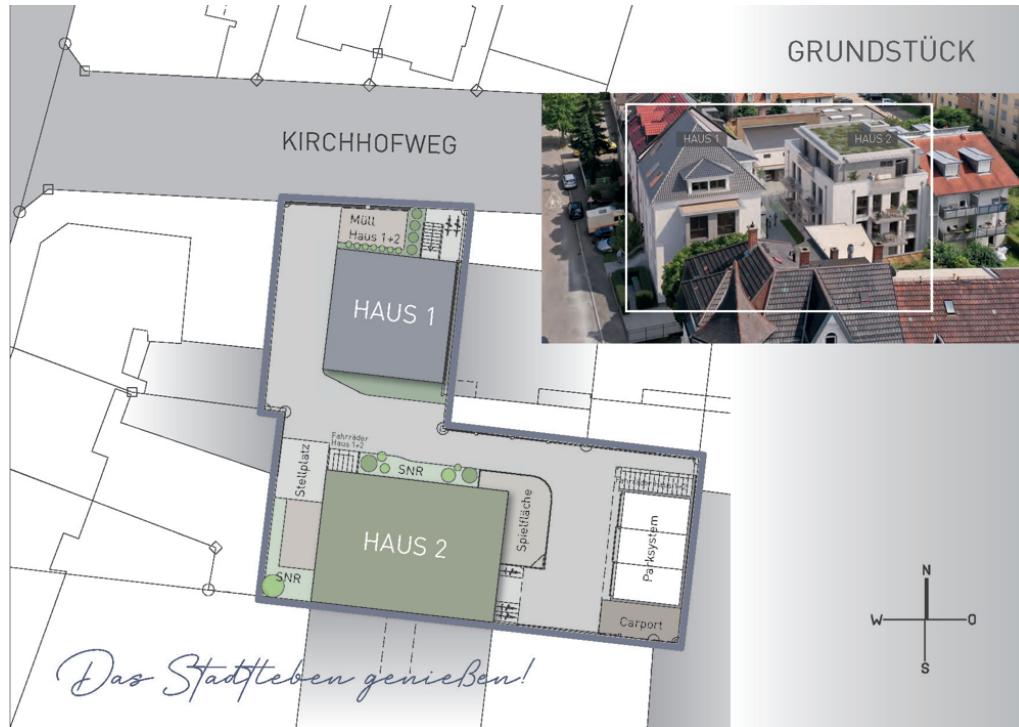 GRUNDSTÜCK
KIRCHHOFWEG
HAUS 1
HAUS 2
Müll
Haus 1+2
HAUS 1
Fahrräder
Haus 1+2
SNR
Stellplatz
Spielfläche
Parksystem
HAUS 2
SNR
Carport
N
W
O
S
Das Stadtleben genießen!